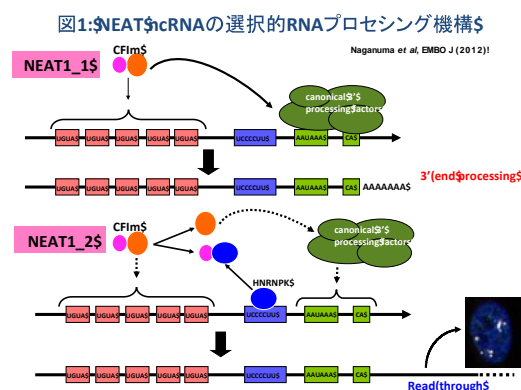 図1:$NEAT$ncRNAの選択的RNAプロセシング機構$
Naganuma et al, EMBO J (2012)!
NEAT1_1$
CFIm$
canonical$3'$
processing$factors$
UGUA$ UGUA$ UGUA$ UGUA$ UGUA$ UCCCCUU$ AAUAAA$ CA$
UGUA$ UGUA$ UGUA$ UGUA$ UGUA$ UCCCCUU$ AAUAAA$ CA$ AAAAAAA$
3'(end$processing$
NEAT1_2$
CFIm$
canonical$3'$
processing$factors$
HNRNPK$
UGUA$ UGUA$ UGUA$ UGUA$ UGUA$ UCCCCUU$ AAUAAA$ CA$
UGUA$ UGUA$ UGUA$ UGUA$ UGUA$ UCCCCUU$ AAUAAA$ CA$
Read(through$